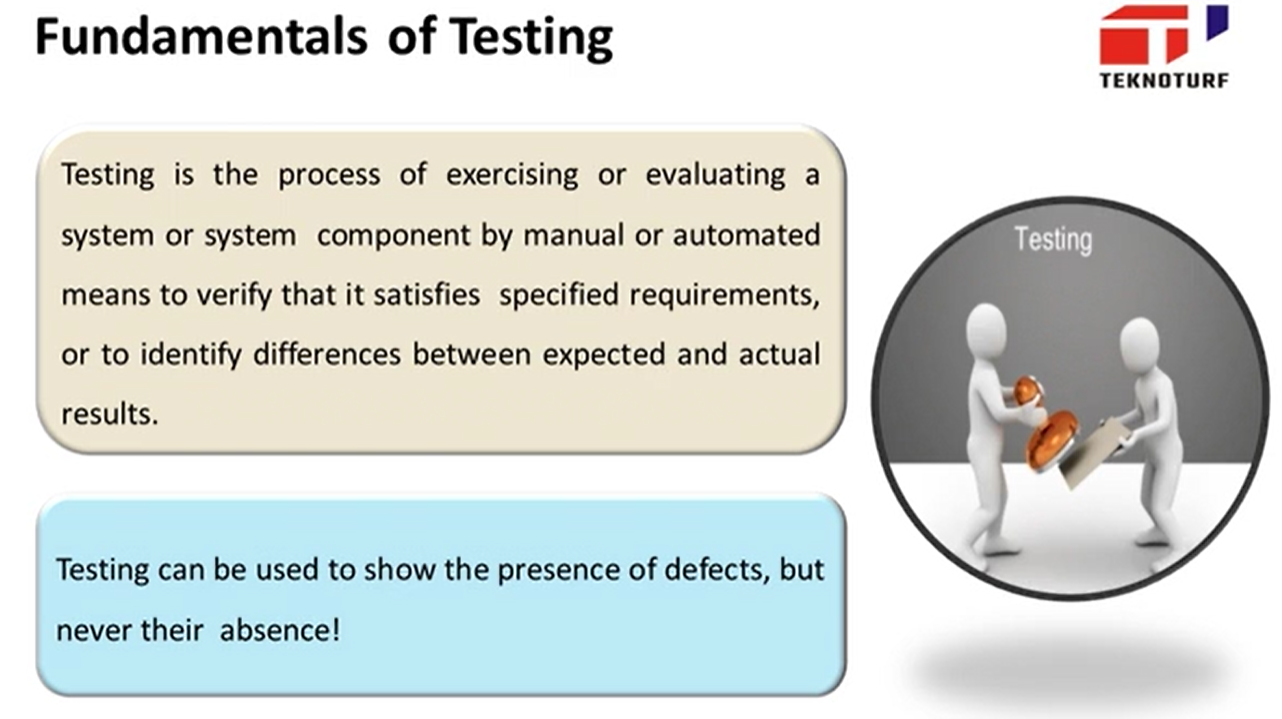 Fundamentals of Testing
TEKNOTURF
Testing is the process of exercising or evaluating a
system or system component by manual or automated
means to verify that it satisfies specified requirements,
or to identify differences between expected and actual
results.
Testing
Testing can be used to show the presence of defects, but
never their absence!